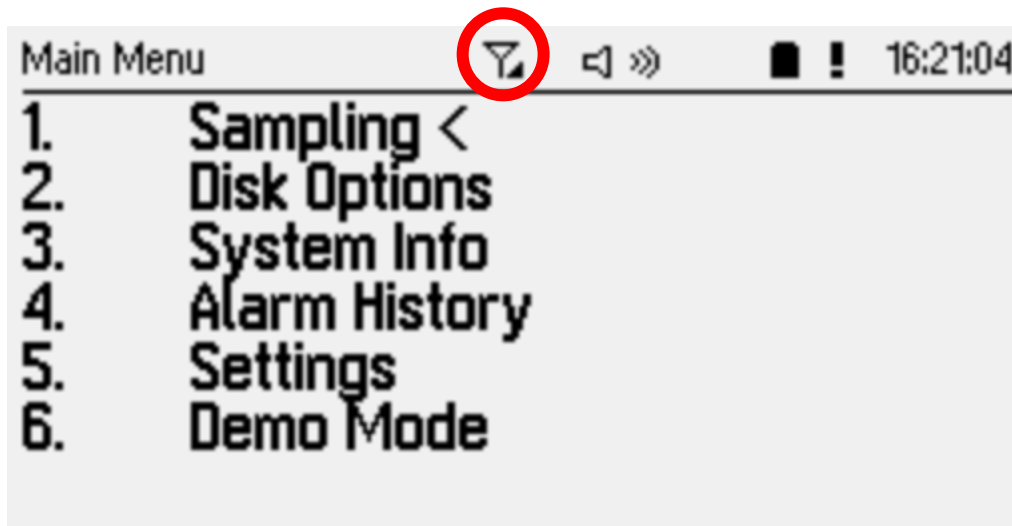 Main Menu 16:21:04
1. Sampling <
2. Disk Options
3. System Info
4. Alarm History
5. Settings
6. Demo Mode